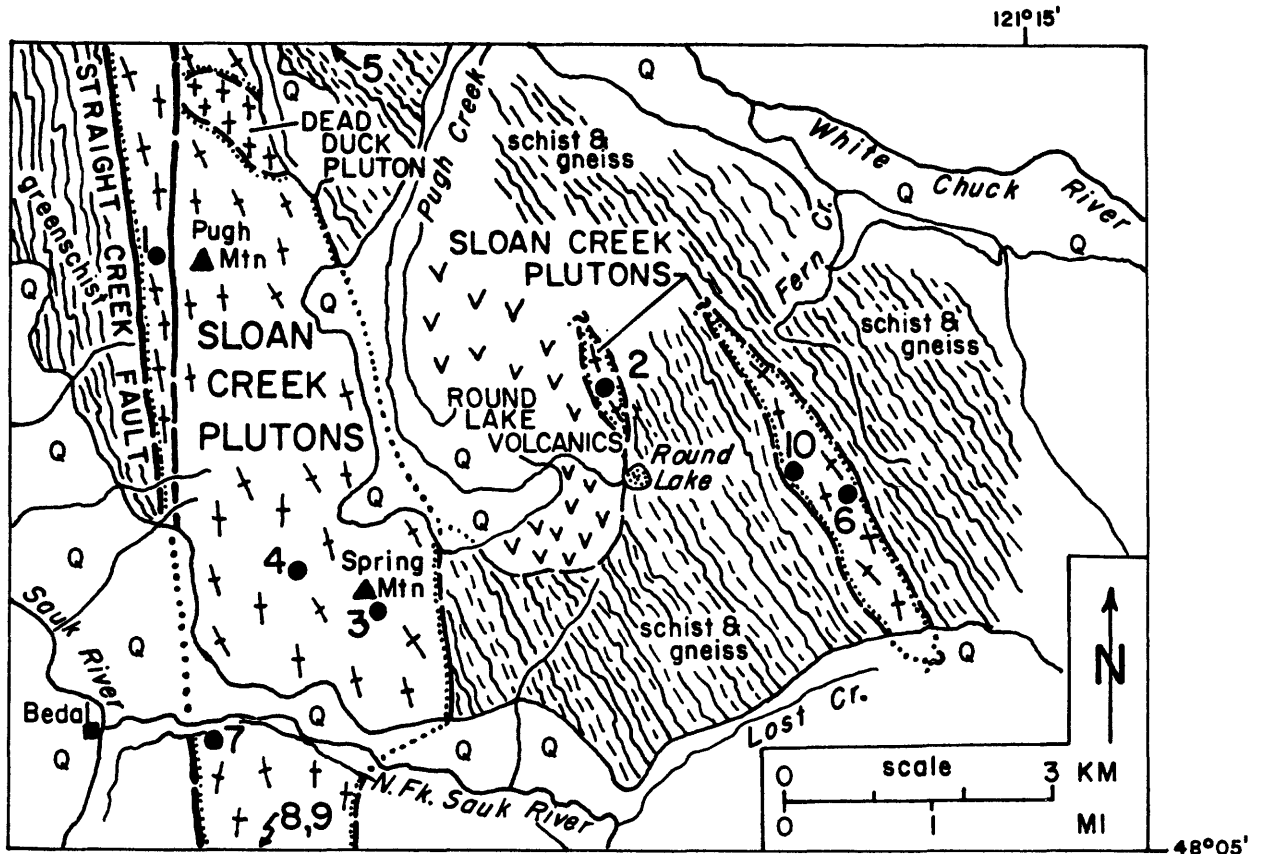 121°15'
STRAIGHT CREEK FAULT
greenschist
Q
5
DEAD
DUCK
PLUTON
Pugh Creek
schist &
gneiss
Q
White Chuck River
Q
Q
Pugh
Mtn
SLOAN CREEK
PLUTONS
Fern Cr.
schist &
gneiss
Q
Q
SLOAN
CREEK
PLUTONS
2
ROUND
LAKE
VOLCANICS
Round
Lake
10
6
Q
Q
Q
Q
Q
4
Spring
Mtn
3
Sauk River
Q
schist &
gneiss
Q
N
Bedal
Q
7
Q
Q
Q
Lost Cr.
N. Fk. Sauk River
8,9
0 scale 3 KM
0 1 MI
48°05'